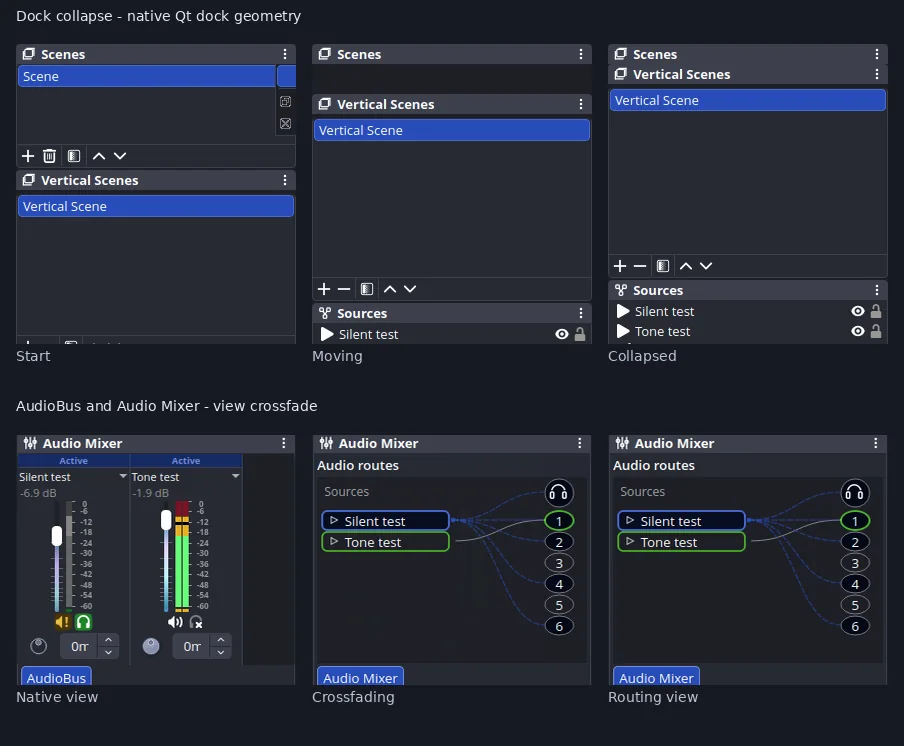 Dock collapse - native Qt dock geometry
Scenes
Scene
Vertical Scenes
Vertical Scene
Start
Scenes
Vertical Scenes
Vertical Scene
Sources
Silent test
Moving
Scenes
Vertical Scenes
Vertical Scene
Sources
Silent test
Tone test
Collapsed
AudioBus and Audio Mixer - view crossfade
Audio Mixer
Active Active
Silent test Tone test
-6.9 dB -1.9 dB
0 0
-6 -6
-12 -12
-18 -18
-24 -24
-30 -30
-36 -36
-42 -42
-48 -48
-54 -54
-60 -60
0m 0m
AudioBus
Native view
Audio Mixer
Audio routes
Sources
Silent test 1
Tone test 2
3
4
5
6
Audio Mixer
Crossfading
Audio Mixer
Audio routes
Sources
Silent test 1
Tone test 2
3
4
5
6
Audio Mixer
Routing view